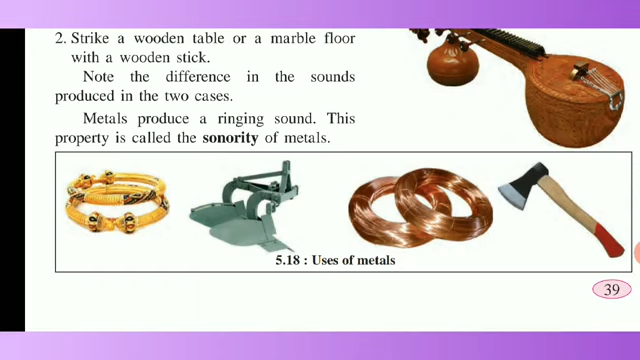 2. Strike a wooden table or a marble floor
with a wooden stick.
Note the difference in the sounds
produced in the two cases.
Metals produce a ringing sound. This
property is called the sonority of metals.
5.18 : Uses of metals
39